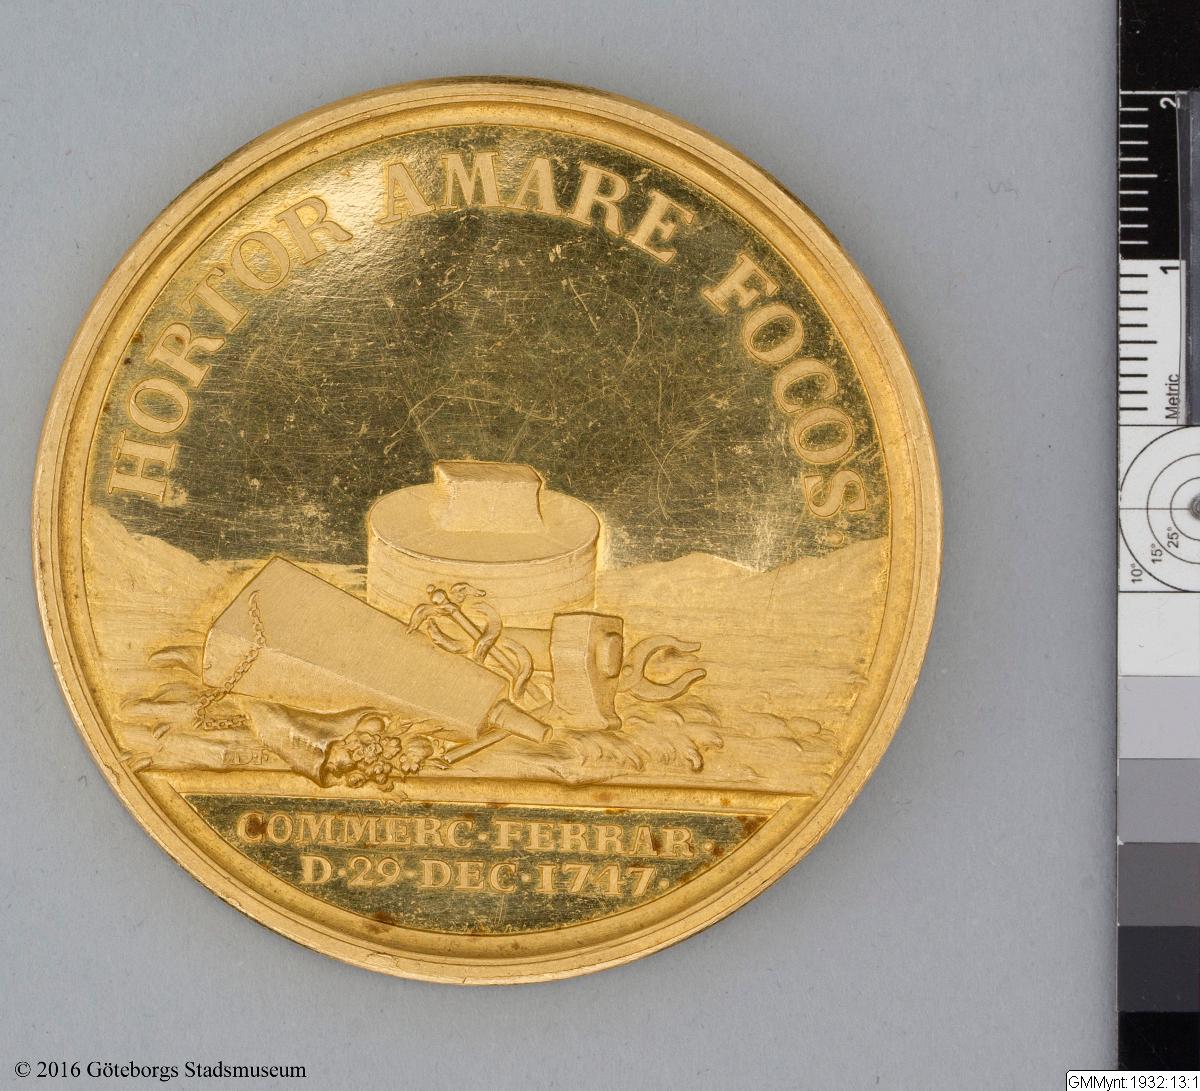 HORTOR AMARE FOCOS.
COMMERC·FERRAR·
D·29·DEC·1747·
2
1
Metric
10°
15°
25°
© 2016 Göteborgs Stadsmuseum
GMMynt:1932:13:1